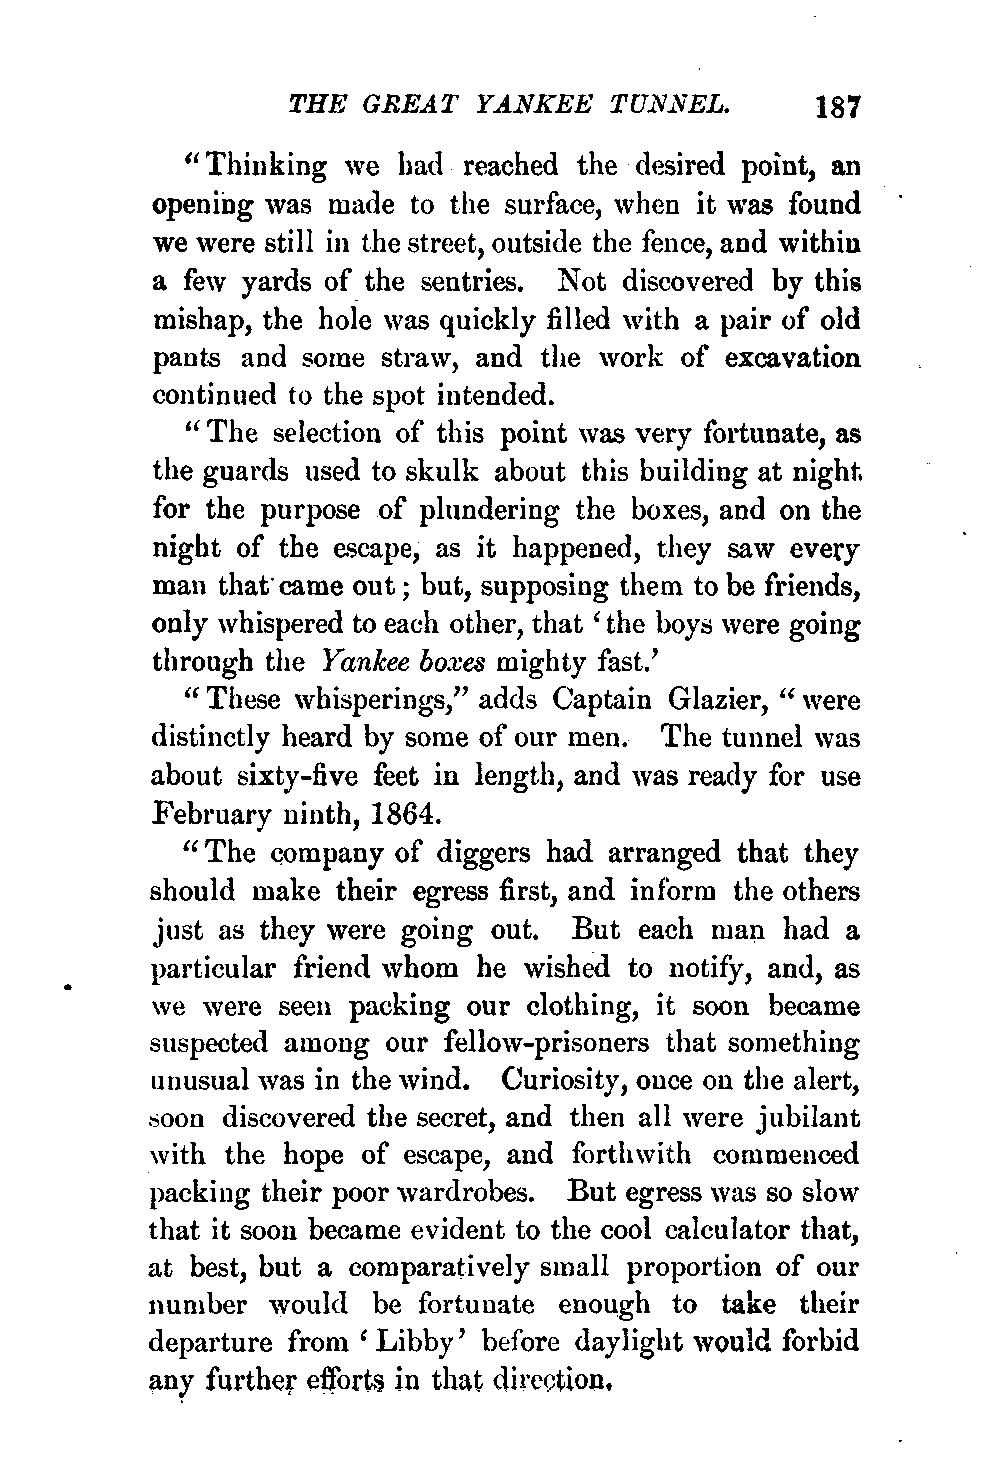 THE GREAT YANKEE TUNNEL. 187
"Thinking we had reached the desired point, an
opening was made to the surface, when it was found
we were still in the street, outside the fence, and within
a few yards of the sentries. Not discovered by this
mishap, the hole was quickly filled with a pair of old
pants and some straw, and the work of excavation
continued to the spot intended.
"The selection of this point was very fortunate, as
the guards used to skulk about this building at night
for the purpose of plundering the boxes, and on the
night of the escape, as it happened, they saw every
man that came out; but, supposing them to be friends,
only whispered to each other, that 'the boys were going
through the Yankee boxes mighty fast.'
"These whisperings," adds Captain Glazier, "were
distinctly heard by some of our men. The tunnel was
about sixty-five feet in length, and was ready for use
February ninth, 1864.
"The company of diggers had arranged that they
should make their egress first, and inform the others
just as they were going out. But each man had a
particular friend whom he wished to notify, and, as
we were seen packing our clothing, it soon became
suspected among our fellow-prisoners that something
unusual was in the wind. Curiosity, once on the alert,
soon discovered the secret, and then all were jubilant
with the hope of escape, and forthwith commenced
packing their poor wardrobes. But egress was so slow
that it soon became evident to the cool calculator that,
at best, but a comparatively small proportion of our
number would be fortunate enough to take their
departure from 'Libby' before daylight would forbid
any further efforts in that direction.